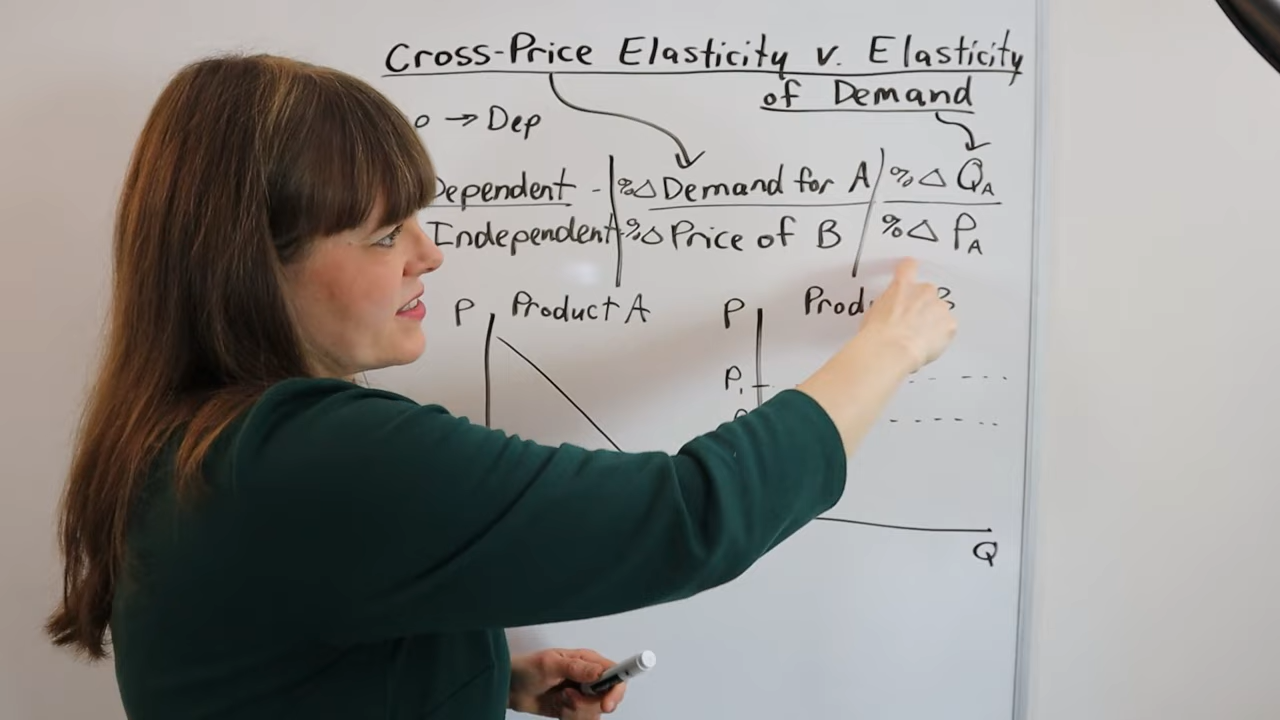 Cross-Price Elasticity v. Elasticity
of Demand
o → Dep
Dependent - %Δ Demand for A %Δ QA
Independent %Δ Price of B %Δ PA
P Product A P B
P1
Q